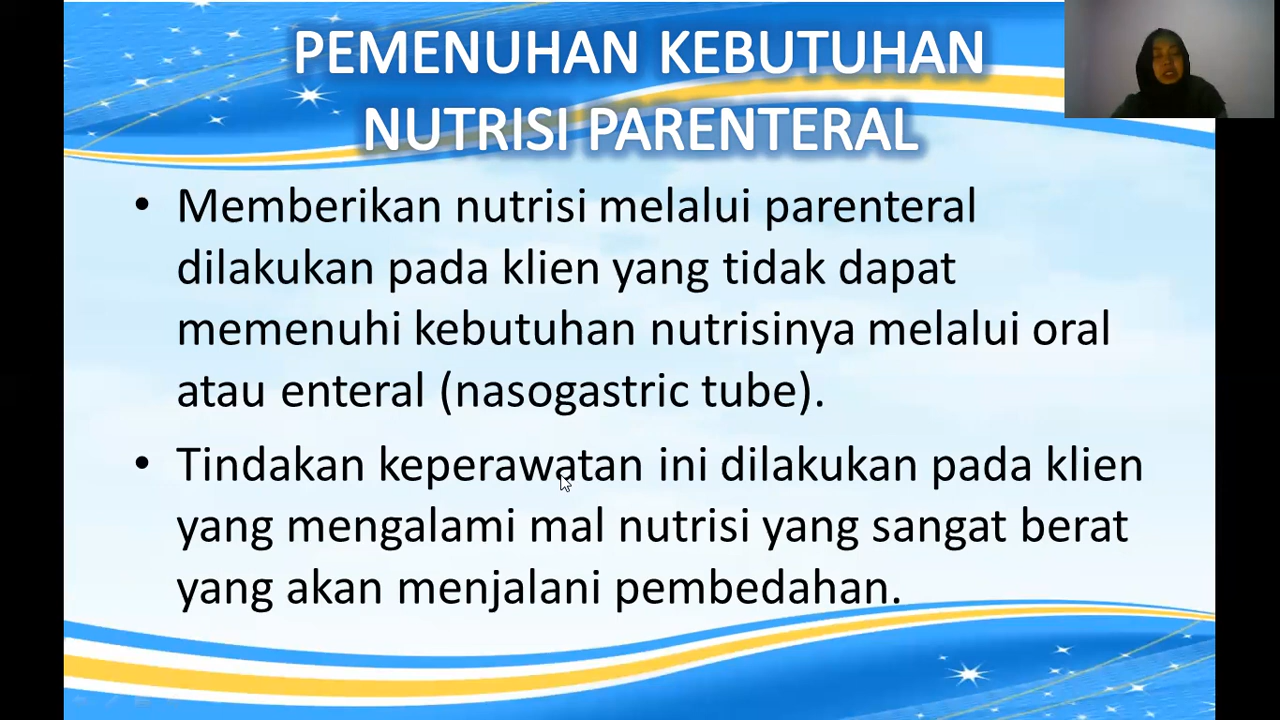 PEMENUHAN KEBUTUHAN
NUTRISI PARENTERAL
• Memberikan nutrisi melalui parenteral
dilakukan pada klien yang tidak dapat
memenuhi kebutuhan nutrisinya melalui oral
atau enteral (nasogastric tube).
• Tindakan keperawatan ini dilakukan pada klien
yang mengalami mal nutrisi yang sangat berat
yang akan menjalani pembedahan.